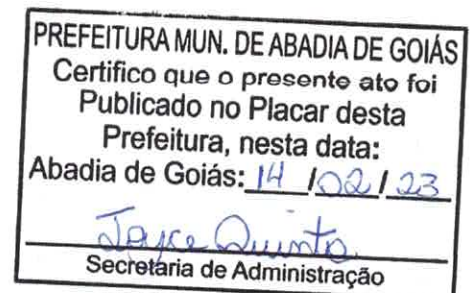 PREFEITURA MUN. DE ABADIA DE GOIÁS
Certifico que o presente ato foi
Publicado no Placar desta
Prefeitura, nesta data:
Abadia de Goiás: 14 / 02 / 23
Joyce Quinto
Secretaria de Administração